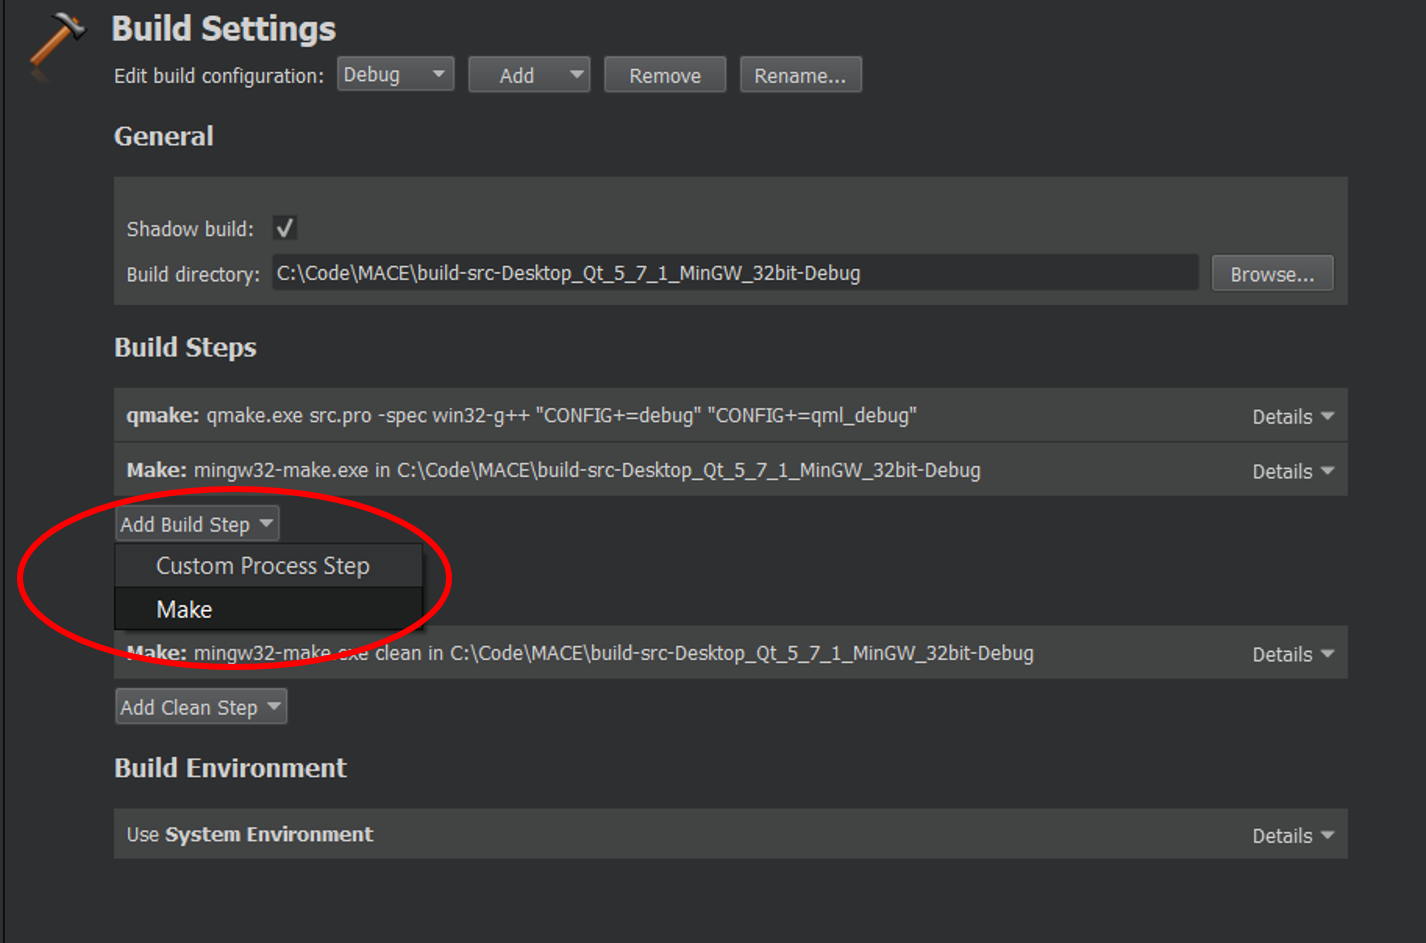 Build Settings
Edit build configuration: Debug Add Remove Rename...
General
Shadow build:
Build directory: C:\Code\MACE\build-src-Desktop_Qt_5_7_1_MinGW_32bit-Debug Browse...
Build Steps
qmake: qmake.exe src.pro -spec win32-g++ "CONFIG+=debug" "CONFIG+=qml_debug" Details
Make: mingw32-make.exe in C:\Code\MACE\build-src-Desktop_Qt_5_7_1_MinGW_32bit-Debug Details
Add Build Step
Custom Process Step
Make
Make: mingw32-make.exe clean in C:\Code\MACE\build-src-Desktop_Qt_5_7_1_MinGW_32bit-Debug Details
Add Clean Step
Build Environment
Use System Environment Details